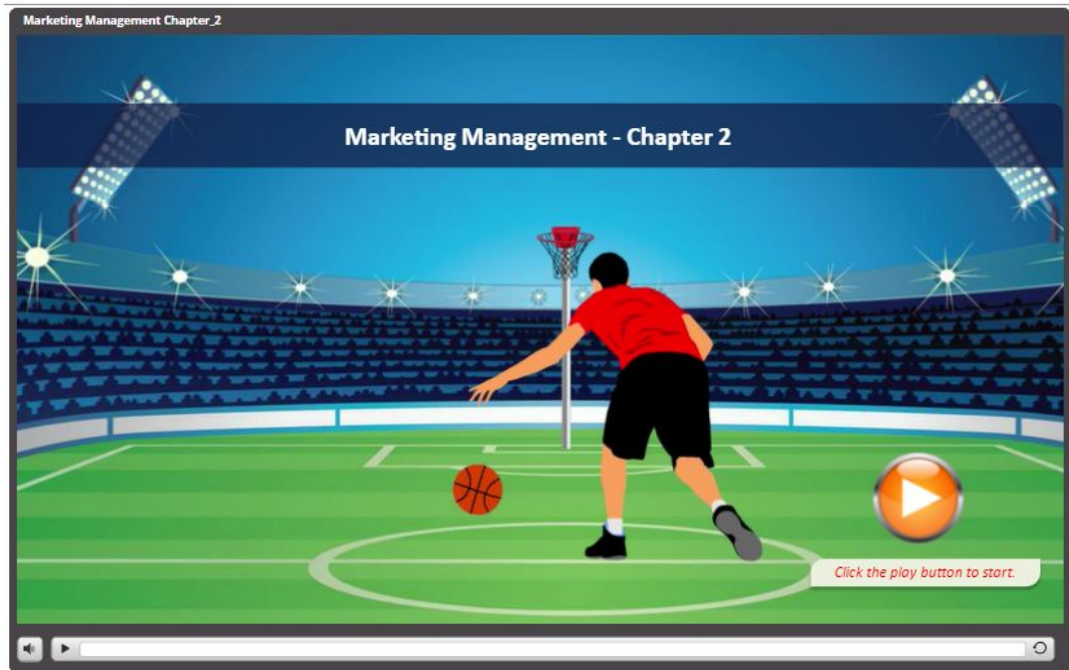 Marketing Management Chapter_2
Marketing Management - Chapter 2
Click the play button to start.